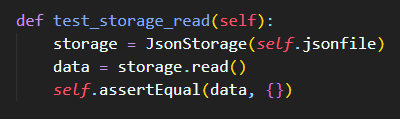 def test_storage_read(self):
    storage = JsonStorage(self.jsonfile)
    data = storage.read()
    self.assertEqual(data, {})